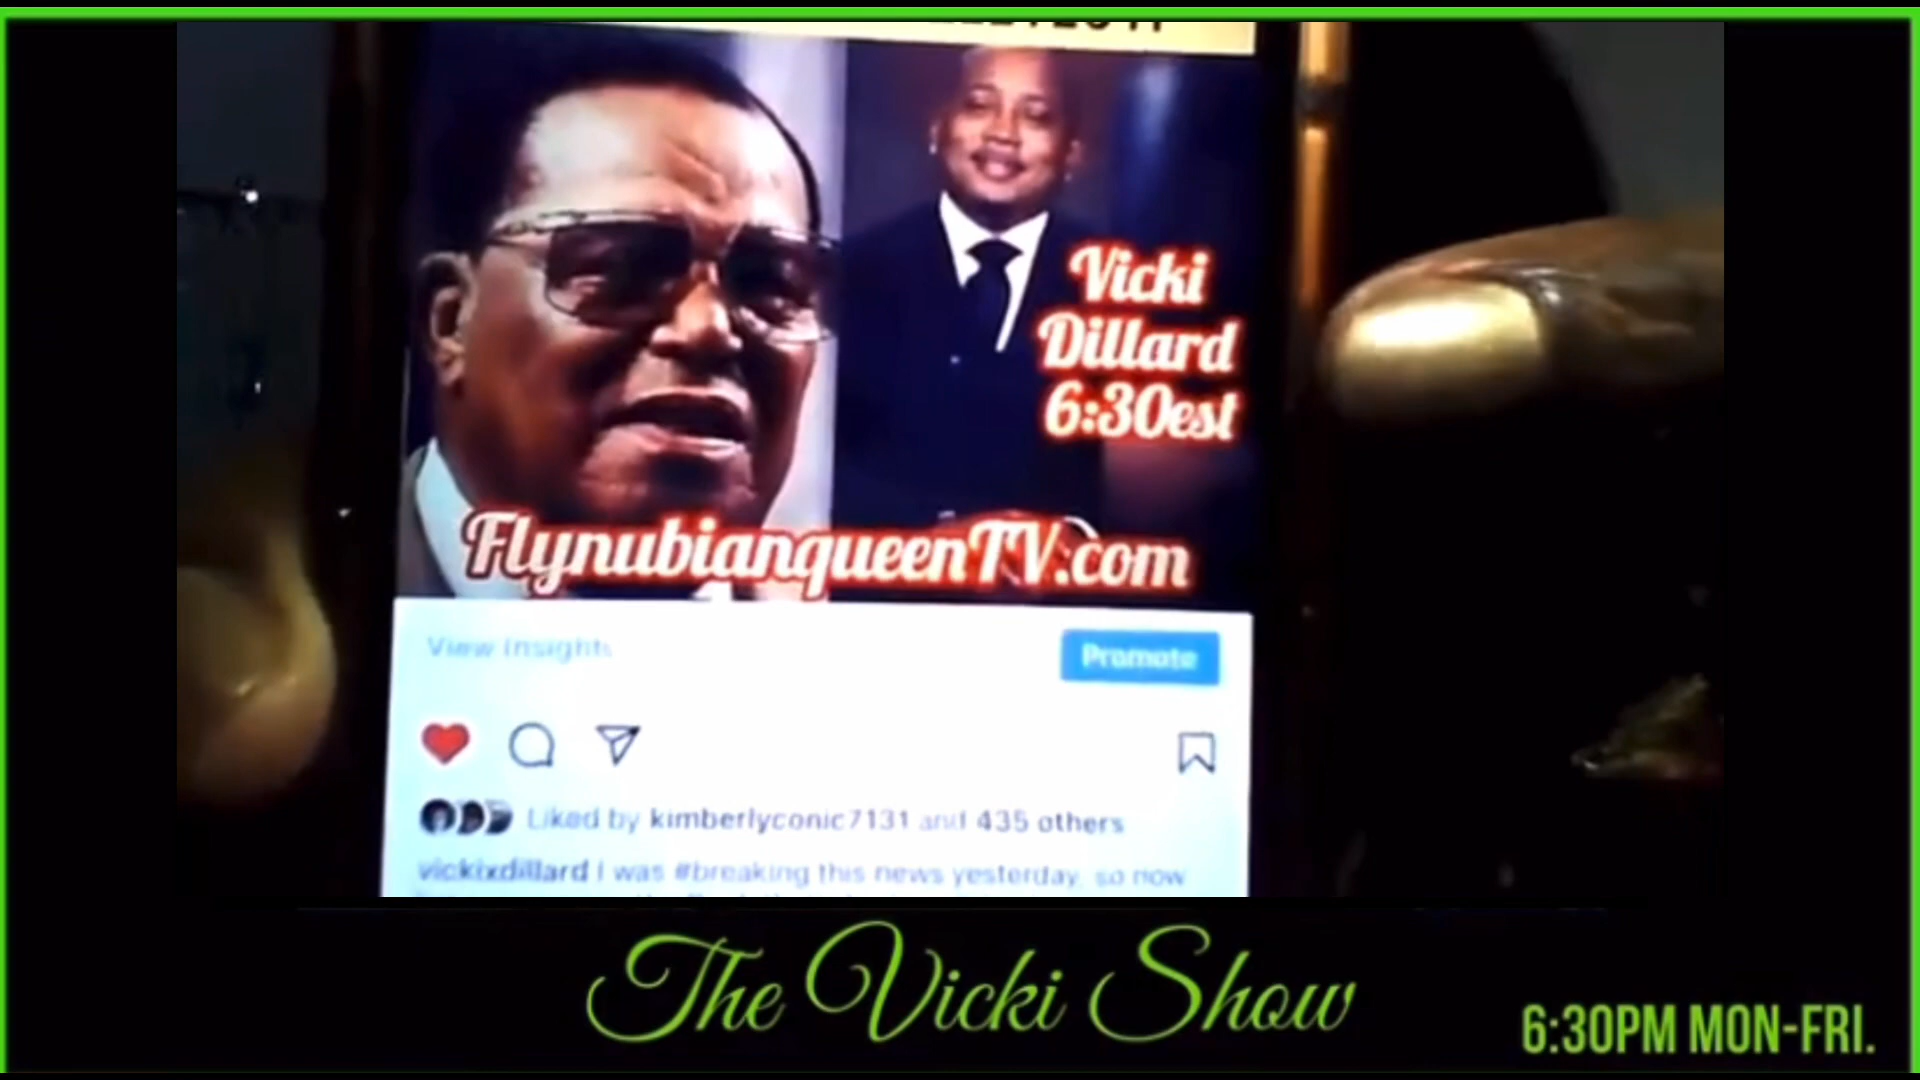 Vicki
Dillard
6:30est
FlynubianqueenTV.com
View Insights
Promote
Liked by kimberlyconic7131 and 435 others
vickixdillard I was #breaking this news yesterday, so now
The Vicki Show
6:30PM MON-FRI.